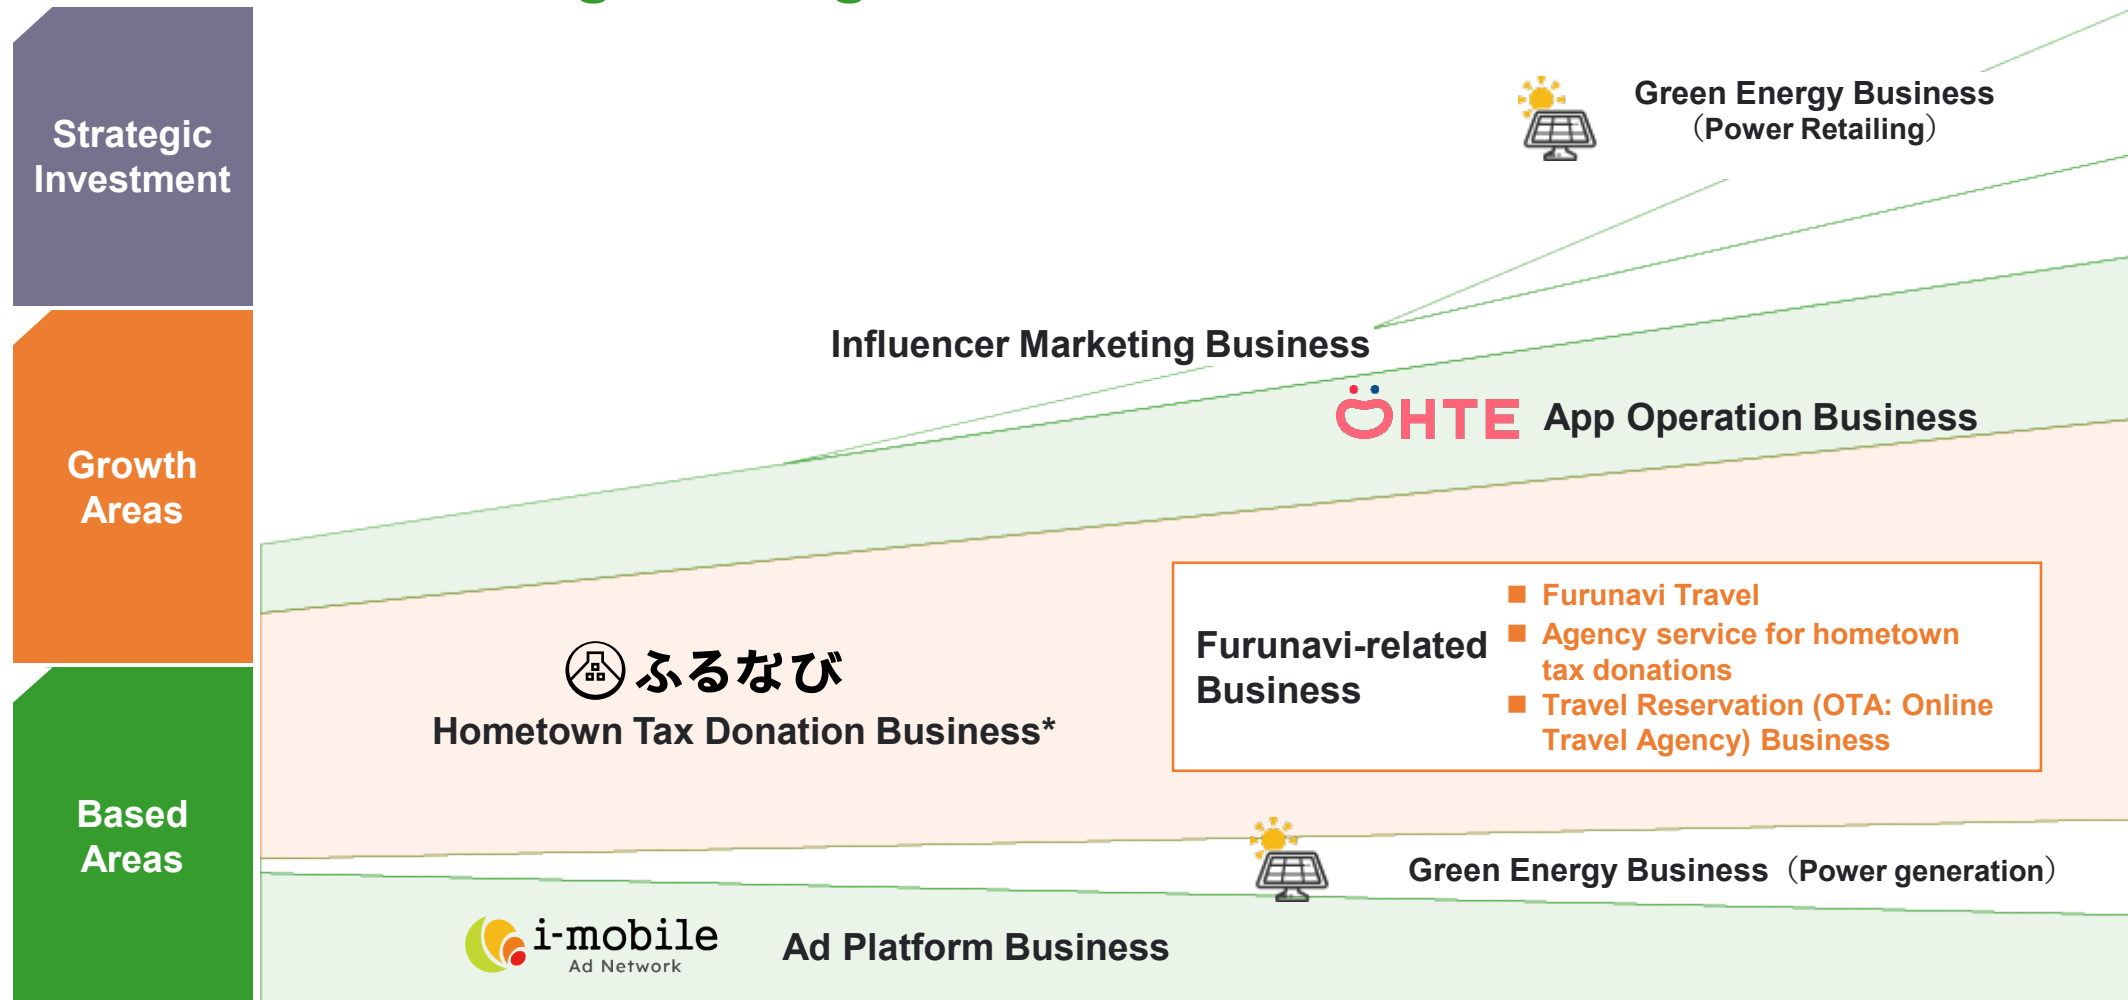 Strategic
Investment
Growth
Areas
Based
Areas
Green Energy Business
（Power Retailing）
Influencer Marketing Business
ÖHTE App Operation Business
ふるなび
Hometown Tax Donation Business*
Furunavi-related
Business
■ Furunavi Travel
■ Agency service for hometown
tax donations
■ Travel Reservation (OTA: Online
Travel Agency) Business
Green Energy Business（Power generation）
i-mobile
Ad Network
Ad Platform Business